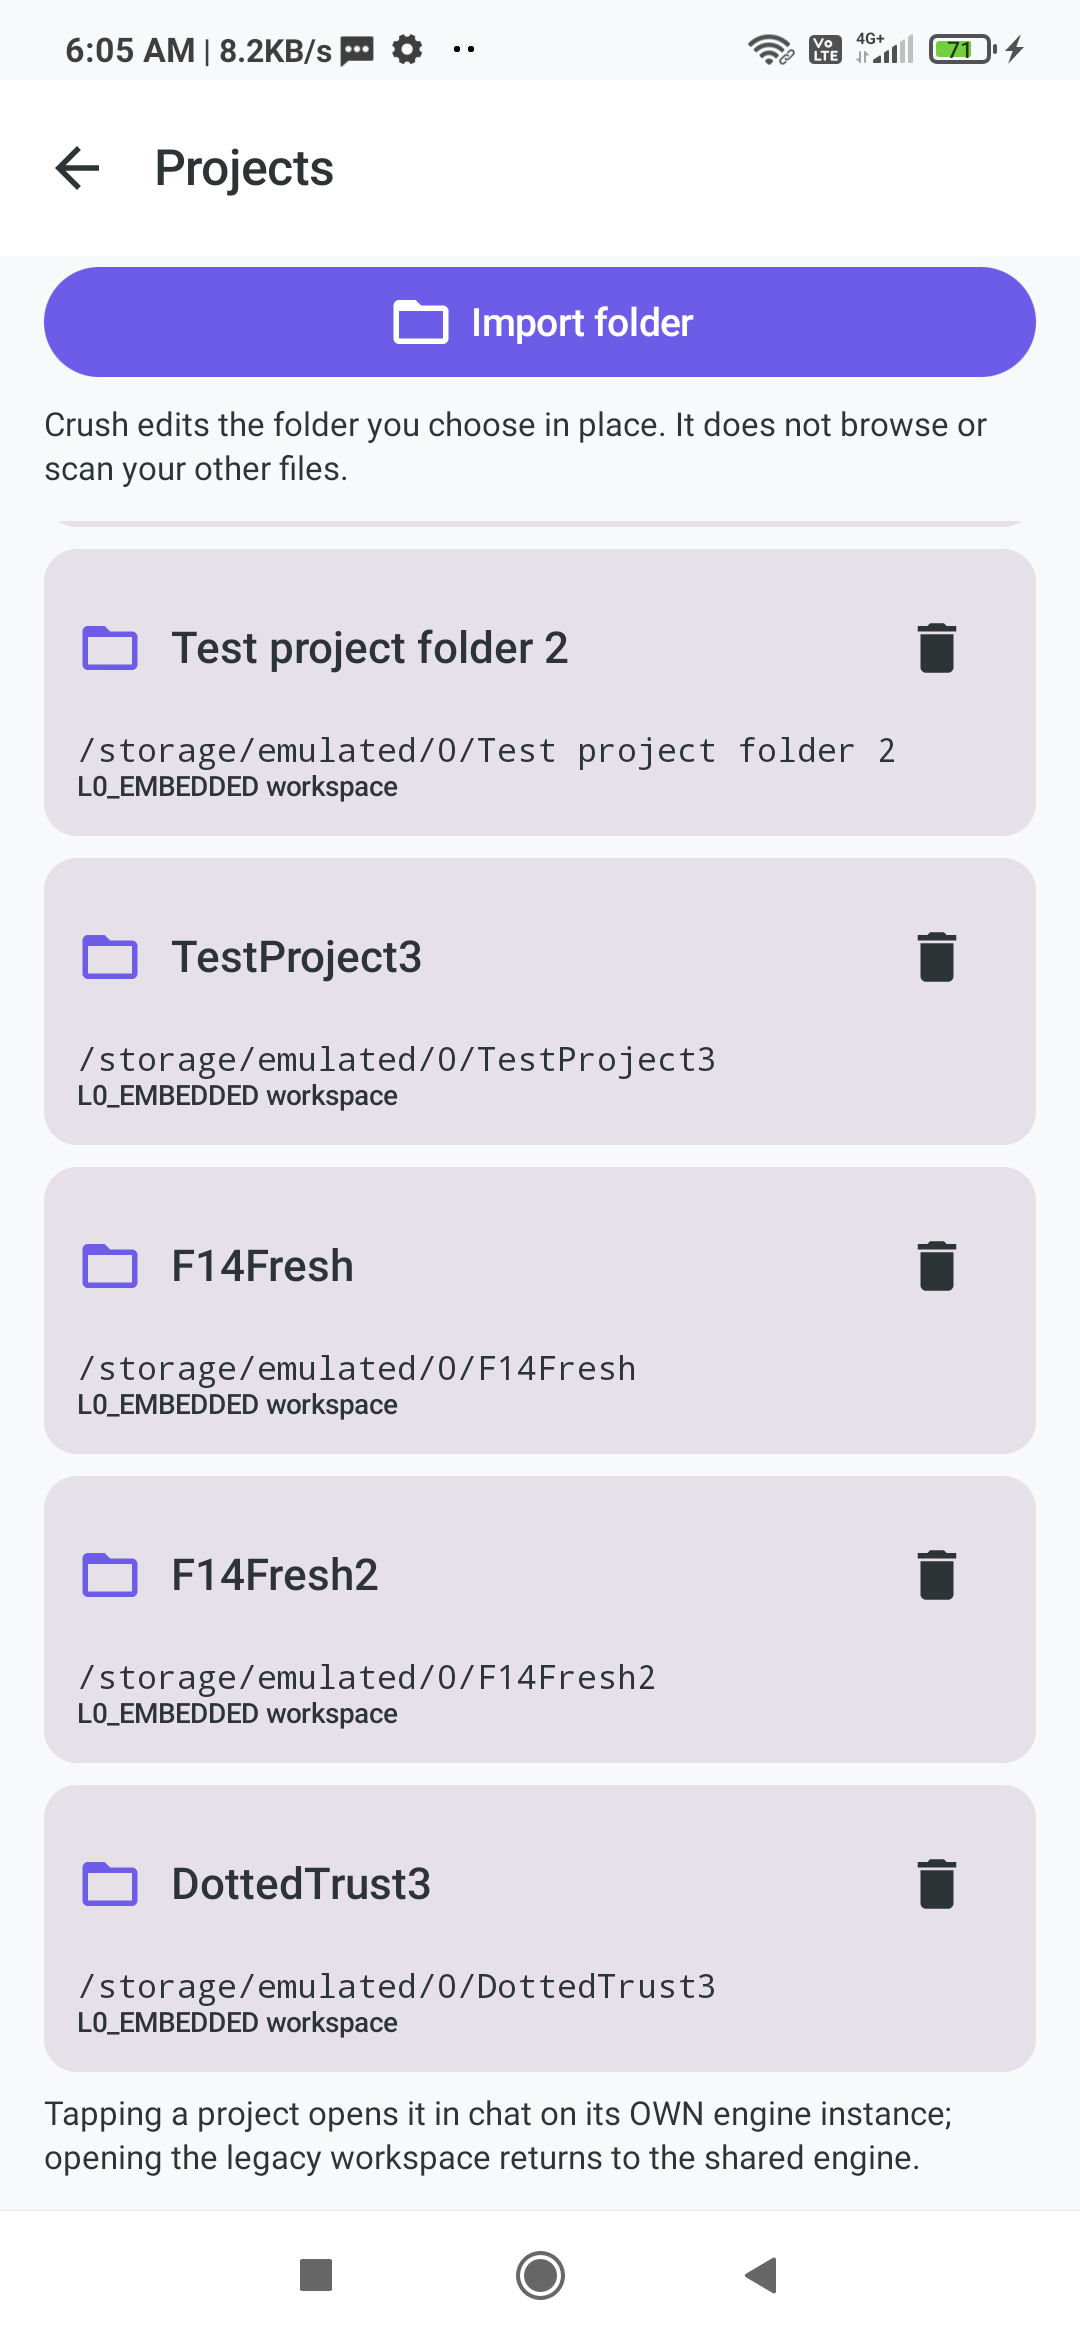 6:05 AM | 8.2KB/s
Vo LTE
4G+
71
Projects
Import folder
Crush edits the folder you choose in place. It does not browse or
scan your other files.
Test project folder 2
/storage/emulated/0/Test project folder 2
L0_EMBEDDED workspace
TestProject3
/storage/emulated/0/TestProject3
L0_EMBEDDED workspace
F14Fresh
/storage/emulated/0/F14Fresh
L0_EMBEDDED workspace
F14Fresh2
/storage/emulated/0/F14Fresh2
L0_EMBEDDED workspace
DottedTrust3
/storage/emulated/0/DottedTrust3
L0_EMBEDDED workspace
Tapping a project opens it in chat on its OWN engine instance;
opening the legacy workspace returns to the shared engine.